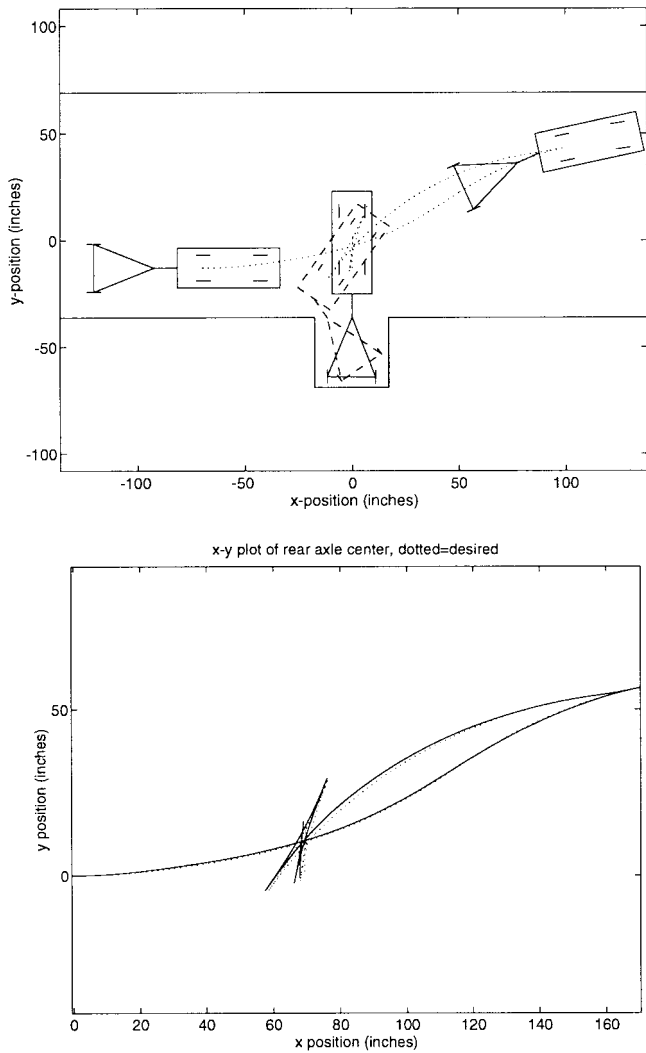 100
50
0
-50
-100
y-position (inches)
-100 -50 0 50 100
x-position (inches)
x-y plot of rear axle center, dotted=desired
50
0
y position (inches)
0 20 40 60 80 100 120 140 160
x position (inches)